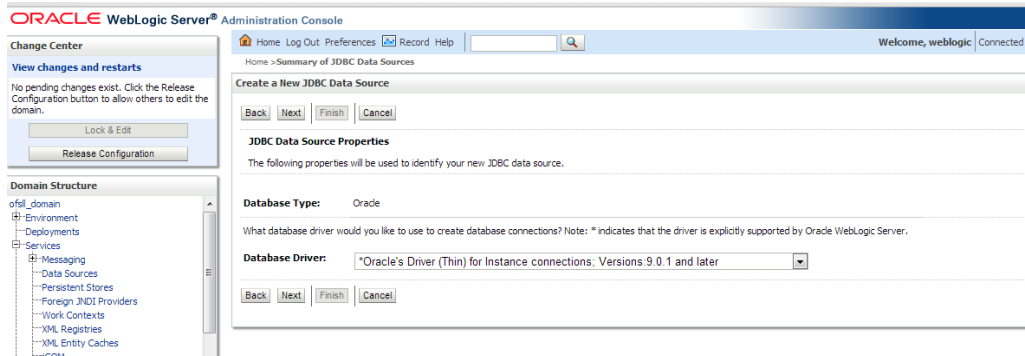 ORACLE WebLogic Server® Administration Console
Change Center
View changes and restarts
No pending changes exist. Click the Release
Configuration button to allow others to edit the
domain.
Lock & Edit
Release Configuration
Domain Structure
ofsll_domain
Environment
Deployments
Services
Messaging
Data Sources
Persistent Stores
Foreign JNDI Providers
Work Contexts
XML Registries
XML Entity Caches
jCOM
Home Log Out Preferences Record Help
Welcome, weblogic Connected
Home >Summary of JDBC Data Sources
Create a New JDBC Data Source
Back Next Finish Cancel
JDBC Data Source Properties
The following properties will be used to identify your new JDBC data source.
Database Type: Oracle
What database driver would you like to use to create database connections? Note: * indicates that the driver is explicitly supported by Oracle WebLogic Server.
Database Driver: *Oracle's Driver (Thin) for Instance connections; Versions:9.0.1 and later
Back Next Finish Cancel